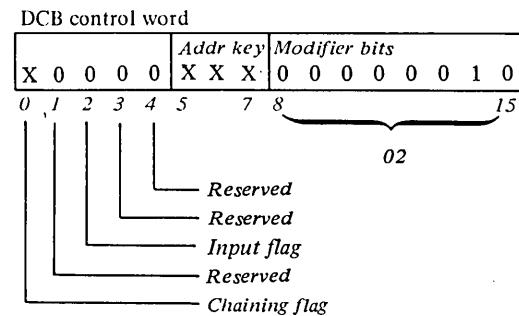 DCB control word
Addr key Modifier bits
X 0 0 0 0 X X X 0 0 0 0 0 0 1 0
0 1 2 3 4 5 7 8 15
02
Reserved
Reserved
Input flag
Reserved
Chaining flag